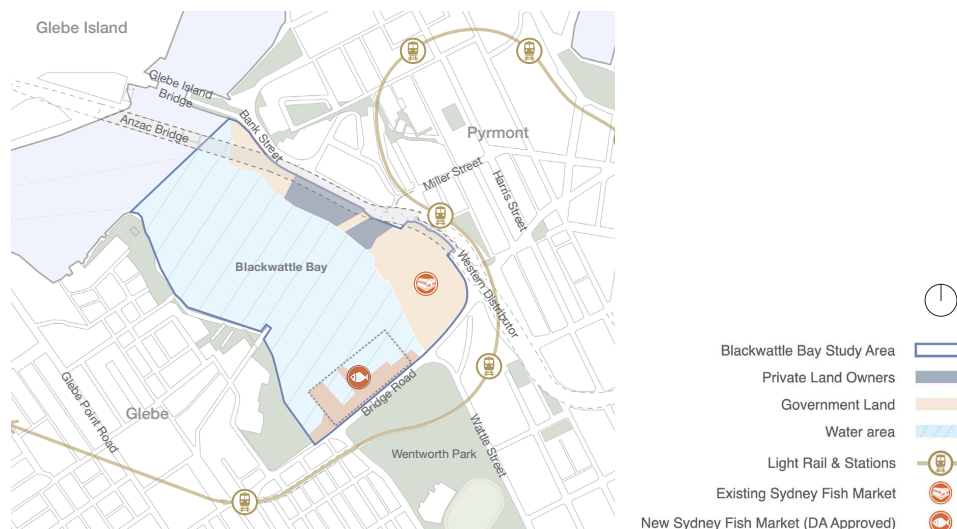 Glebe Island
Glebe Island
Bridge
Anzac Bridge
Bank Street
Pyrmont
Miller Street
Harris Street
Blackwattle Bay
Western Distributor
Glebe Point Road
Glebe
Bridge Road
Wattle Street
Wentworth Park
Blackwattle Bay Study Area
Private Land Owners
Government Land
Water area
Light Rail & Stations
Existing Sydney Fish Market
New Sydney Fish Market (DA Approved)